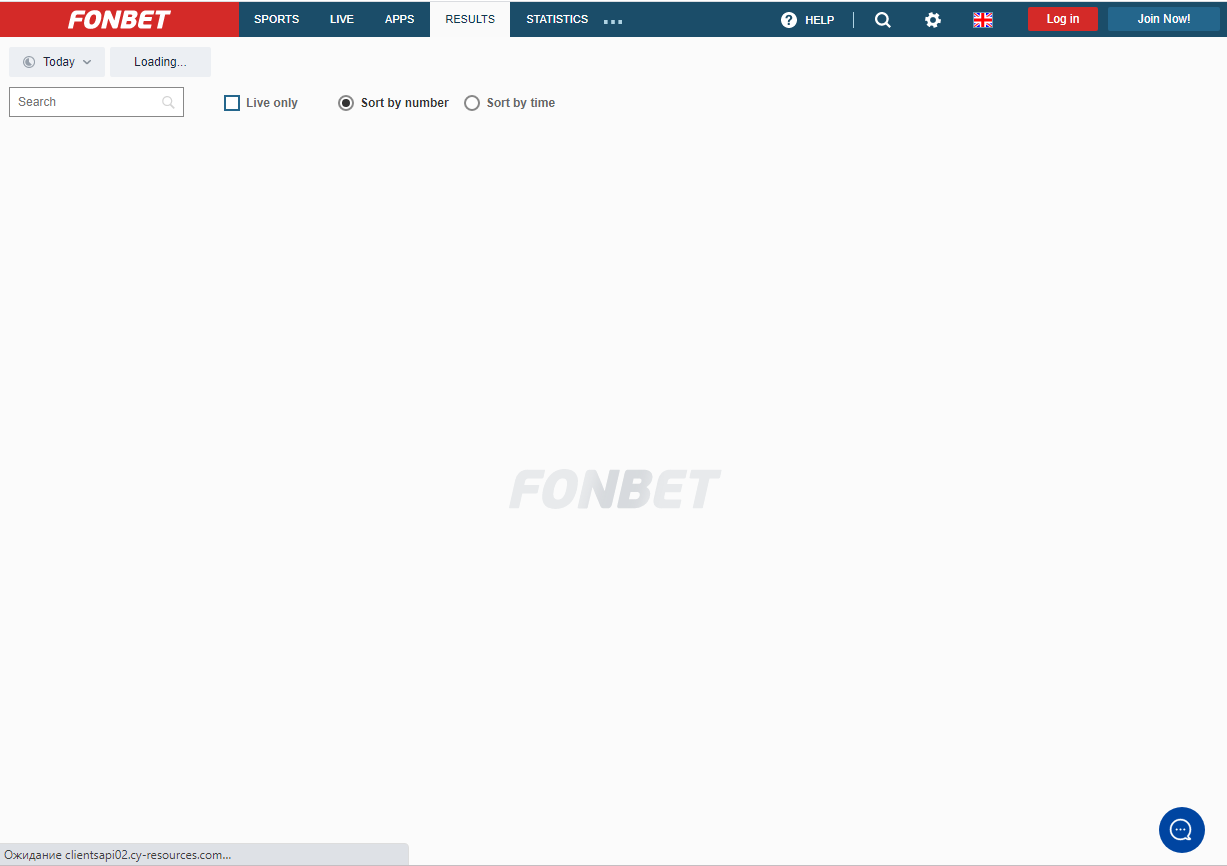 FONBET SPORTS LIVE APPS RESULTS STATISTICS ... HELP Log in Join Now!
Today Loading...
Search Live only Sort by number Sort by time
FONBET
Ожидание clientsapi02.cy-resources.com...